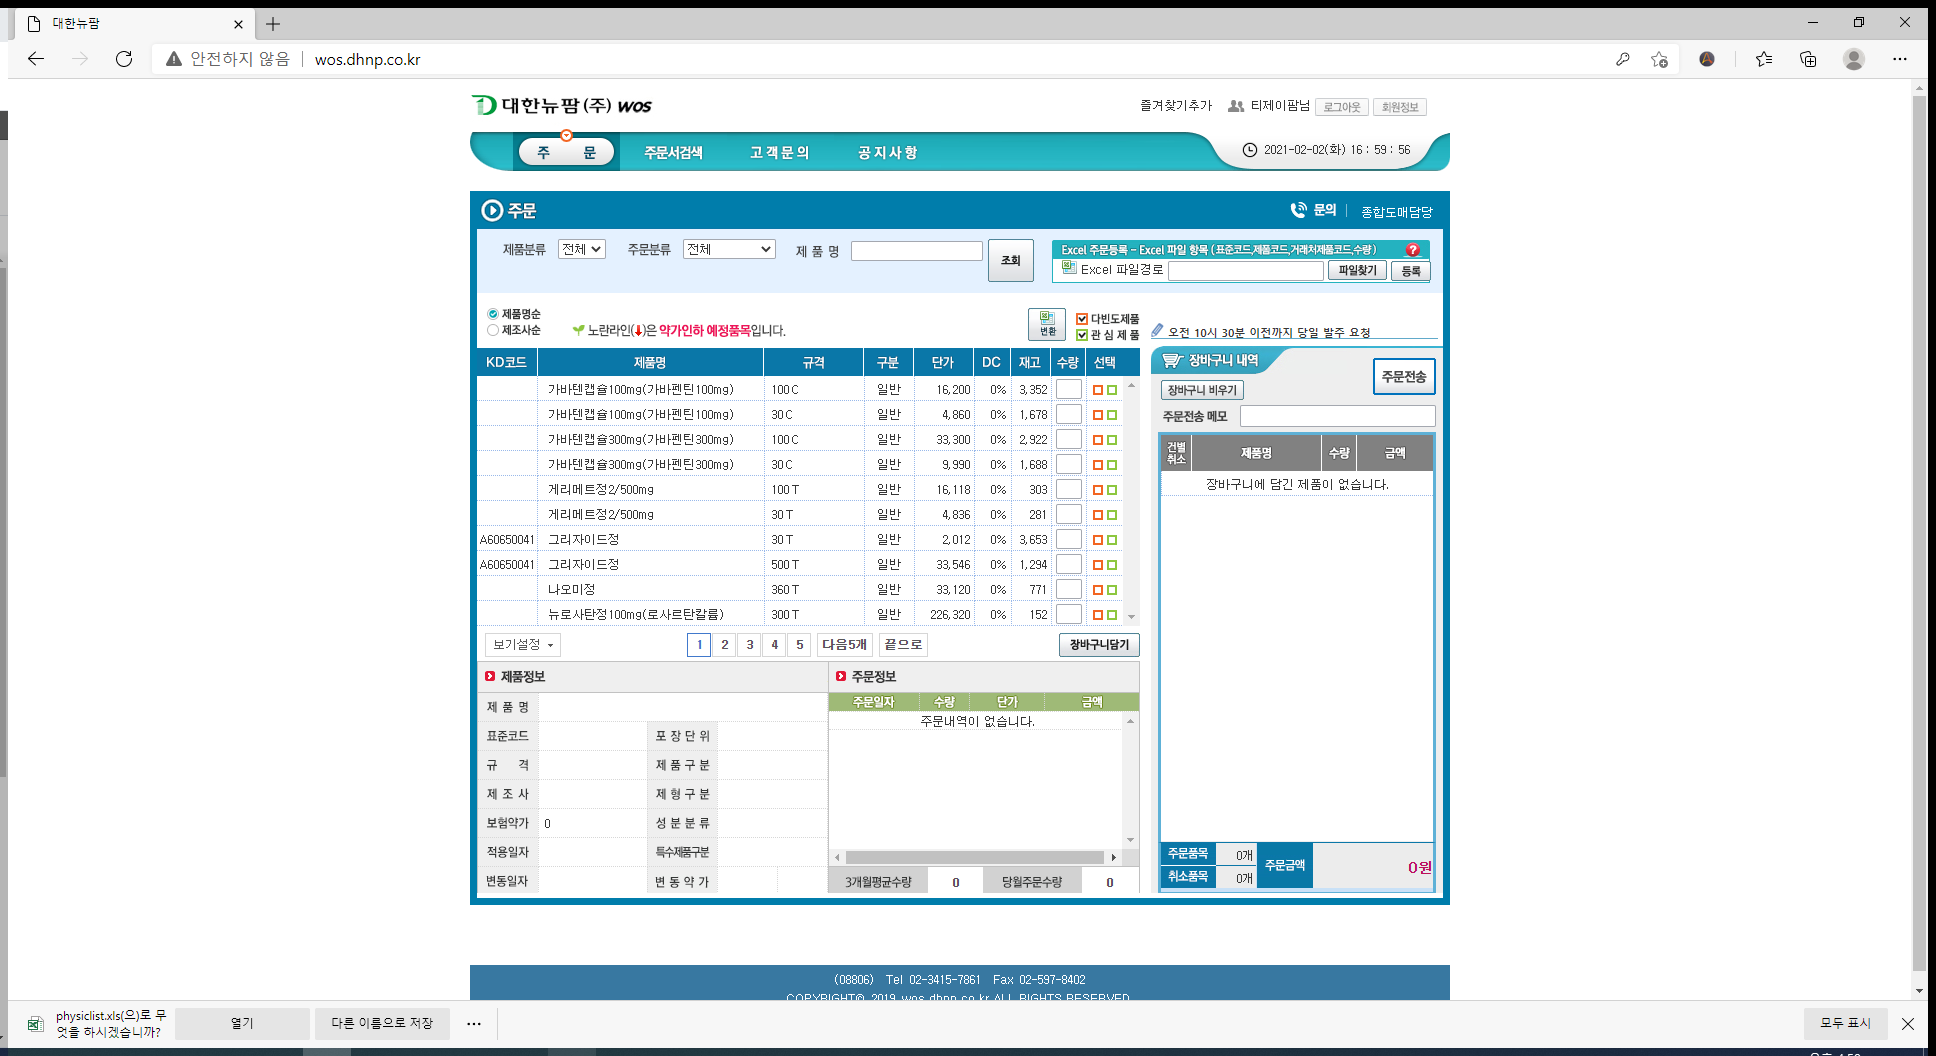 대한뉴팜
안전하지 않음 wos.dhnp.co.kr
대한뉴팜(주) WOS
즐겨찾기추가 티제이팜님 로그아웃 회원정보
주 문 주문서검색 고객문의 공지사항
2021-02-02(화) 16 : 59 : 56
주문
문의 종합도매담당
제품분류 전체 주문분류 전체 제 품 명 조회
Excel 주문등록 - Excel 파일 항목 (표준코드,제품코드,거래처제품코드,수량)
Excel 파일경로 파일찾기 등록
제품명순
제조사순
노란라인(↓)은 약가인하 예정품목입니다.
변환
다빈도제품
관 심 제 품
오전 10시 30분 이전까지 당일 발주 요청
KD코드 제품명 규격 구분 단가 DC 재고 수량 선택
가바텐캡슐100mg(가바펜틴100mg) 100 C 일반 16,200 0% 3,352
가바텐캡슐100mg(가바펜틴100mg) 30 C 일반 4,860 0% 1,678
가바텐캡슐300mg(가바펜틴300mg) 100 C 일반 33,300 0% 2,922
가바텐캡슐300mg(가바펜틴300mg) 30 C 일반 9,990 0% 1,688
게리메트정2/500mg 100 T 일반 16,118 0% 303
게리메트정2/500mg 30 T 일반 4,836 0% 281
A60650041 그리자이드정 30 T 일반 2,012 0% 3,653
A60650041 그리자이드정 500 T 일반 33,546 0% 1,294
나오미정 360 T 일반 33,120 0% 771
뉴로사탄정100mg(로사르탄칼륨) 300 T 일반 226,320 0% 152
보기설정 1 2 3 4 5 다음5개 끝으로 장바구니담기
장바구니 내역
주문전송
장바구니 비우기
주문전송 메모
건별취소 제품명 수량 금액
장바구니에 담긴 제품이 없습니다.
주문품목 0개
취소품목 0개
주문금액 0원
제품정보
제 품 명
표준코드 포 장 단 위
규 격 제 품 구 분
제 조 사 제 형 구 분
보험약가 0 성 분 분 류
적용일자 특수제품구분
변동일자 변 동 약 가
주문정보
주문일자 수량 단가 금액
주문내역이 없습니다.
3개월평균수량 0 당월주문수량 0
(08806) Tel 02-3415-7861 Fax 02-597-8402
COPYRIGHT© 2019 wos.dhnp.co.kr ALL RIGHTS RESERVED
physiclist.xls(으)로 무
엇을 하시겠습니까?
열기 다른 이름으로 저장 ··· 모두 표시